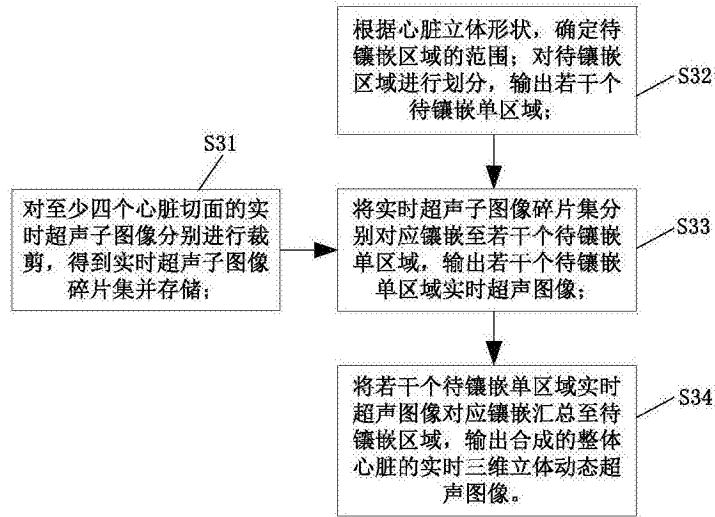 根据心脏立体形状，确定待
镶嵌区域的范围；对待镶嵌
区域进行划分，输出若干个
待镶嵌单区域；
S32
S31
对至少四个心脏切面的实
时超声子图像分别进行裁
剪，得到实时超声子图像
碎片集并存储；
将实时超声子图像碎片集分
别对应镶嵌至若干个待镶嵌
单区域，输出若干个待镶嵌
单区域实时超声图像；
S33
将若干个待镶嵌单区域实时
超声图像对应镶嵌汇总至待
镶嵌区域，输出合成的整体
心脏的实时三维立体动态超
声图像。
S34